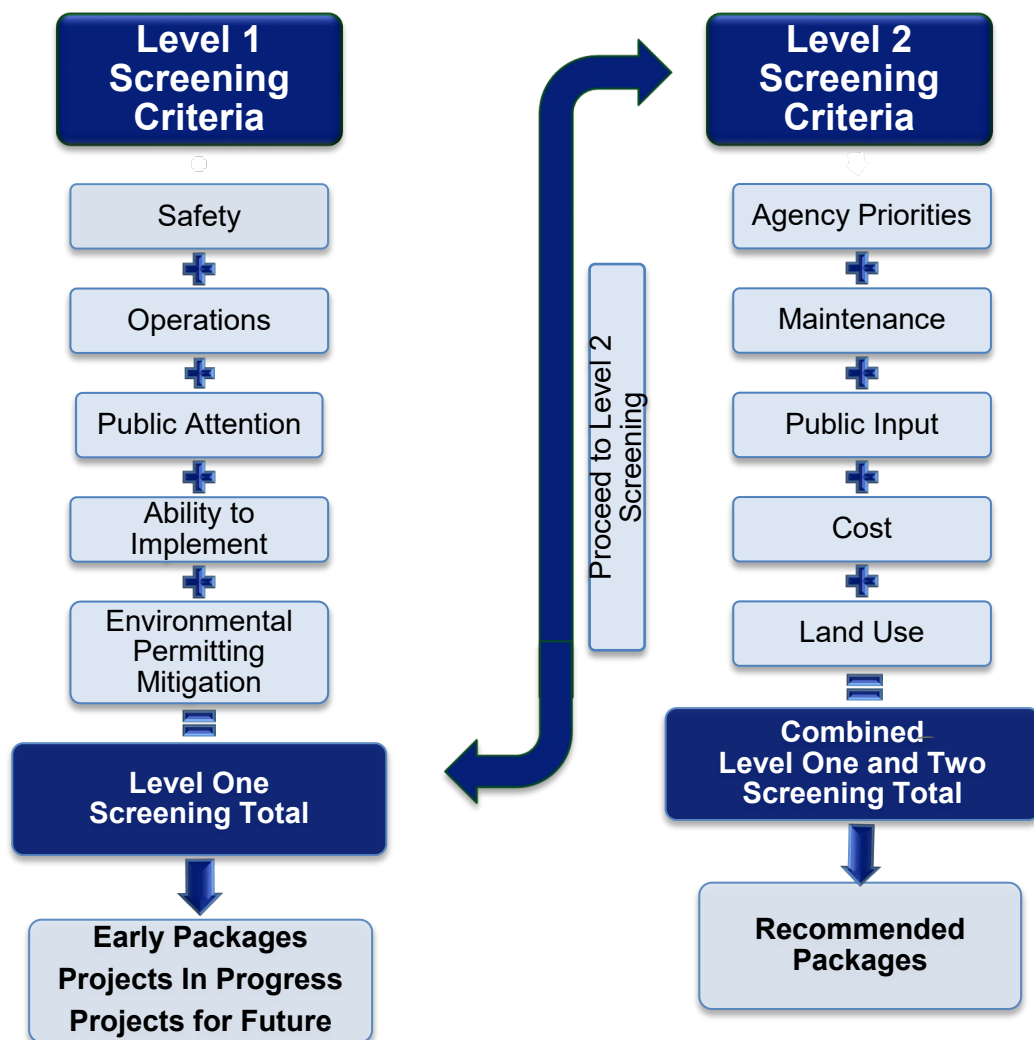 Level 1
Screening
Criteria
Safety
Operations
Public Attention
Ability to
Implement
Environmental
Permitting
Mitigation
Level One
Screening Total
Early Packages
Projects In Progress
Projects for Future
Proceed to Level 2
Screening
Level 2
Screening
Criteria
Agency Priorities
Maintenance
Public Input
Cost
Land Use
Combined
Level One and Two
Screening Total
Recommended
Packages